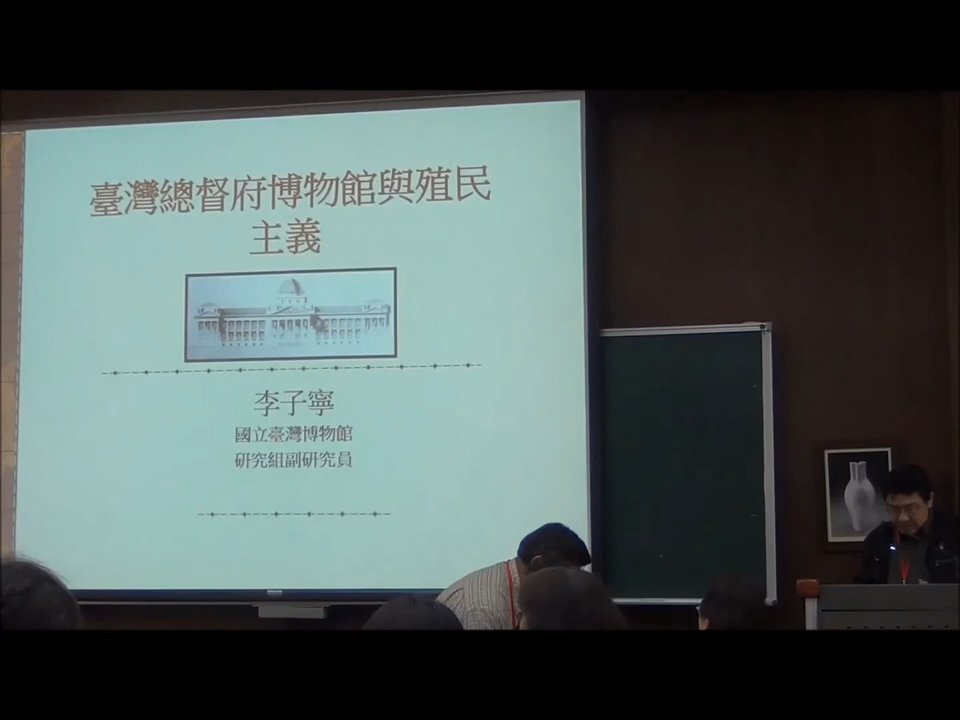 臺灣總督府博物館與殖民
主義
李子寧
國立臺灣博物館
研究組副研究員